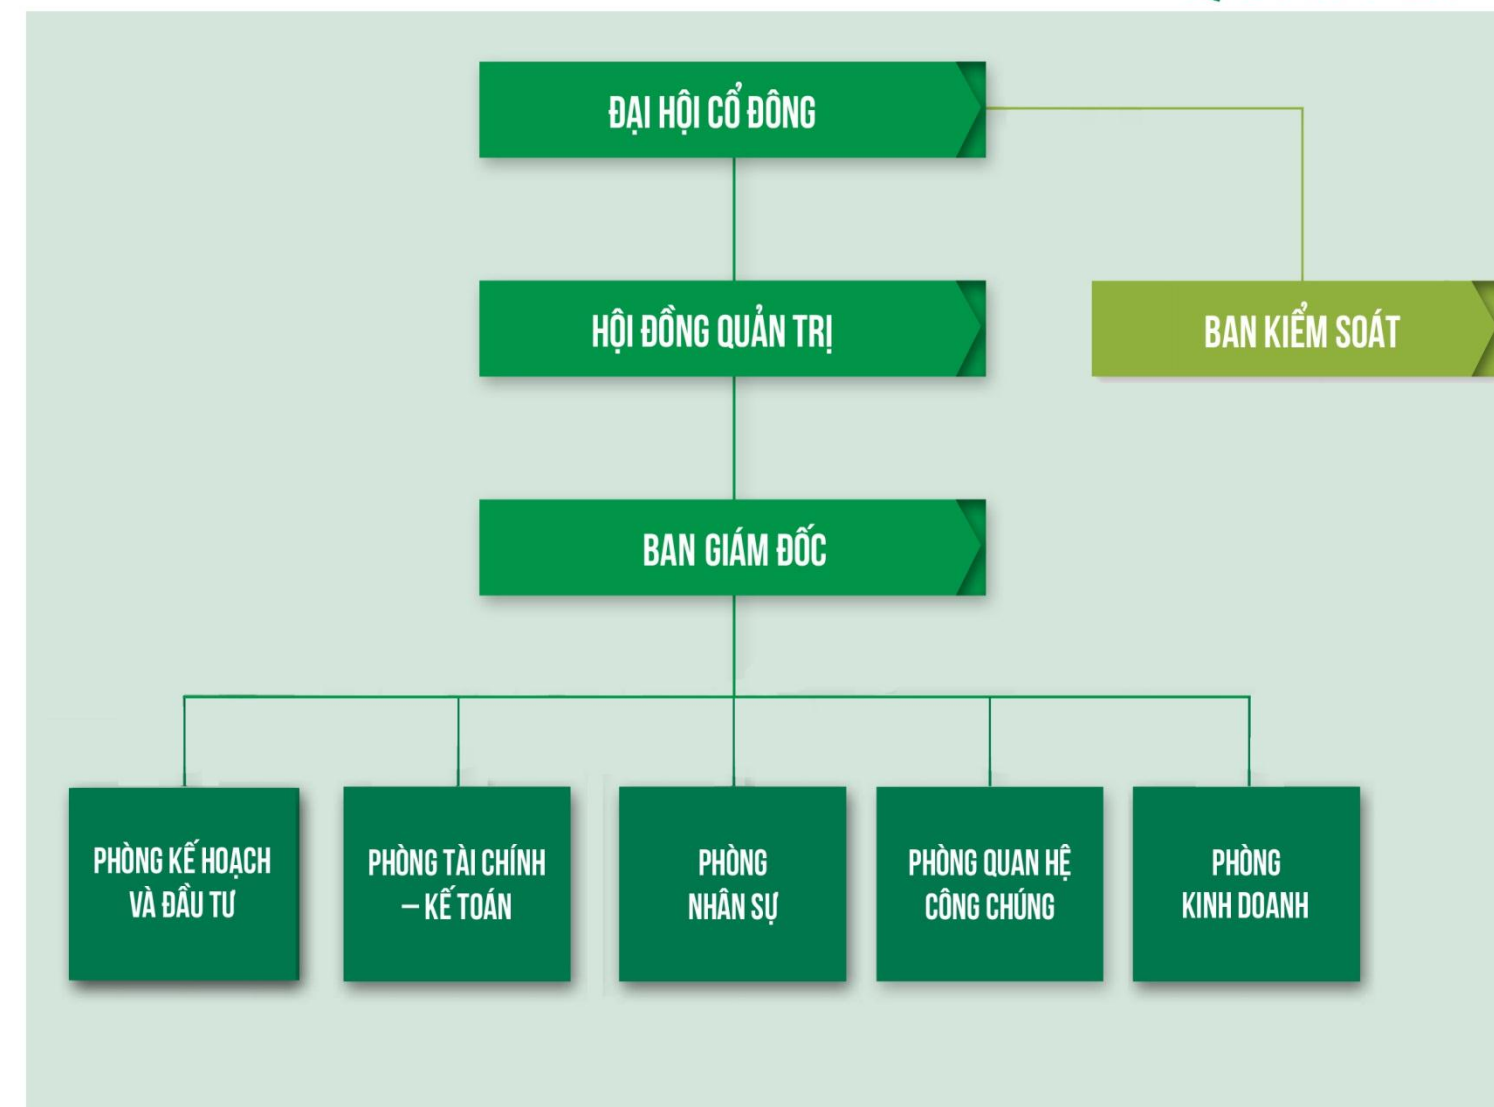 ĐẠI HỘI CỔ ĐÔNG
HỘI ĐỒNG QUẢN TRỊ
BAN KIỂM SOÁT
BAN GIÁM ĐỐC
PHÒNG KẾ HOẠCH
VÀ ĐẦU TƯ
PHÒNG TÀI CHÍNH
– KẾ TOÁN
PHÒNG
NHÂN SỰ
PHÒNG QUAN HỆ
CÔNG CHÚNG
PHÒNG
KINH DOANH